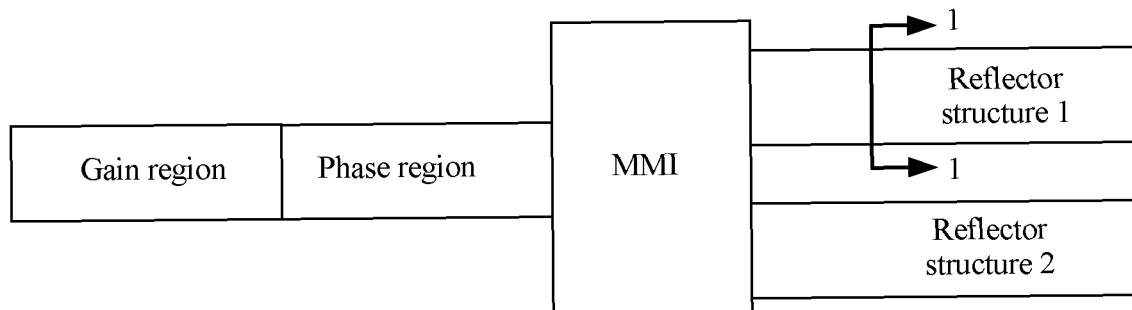 1
Reflector
structure 1
Gain region
Phase region
MMI
1
Reflector
structure 2